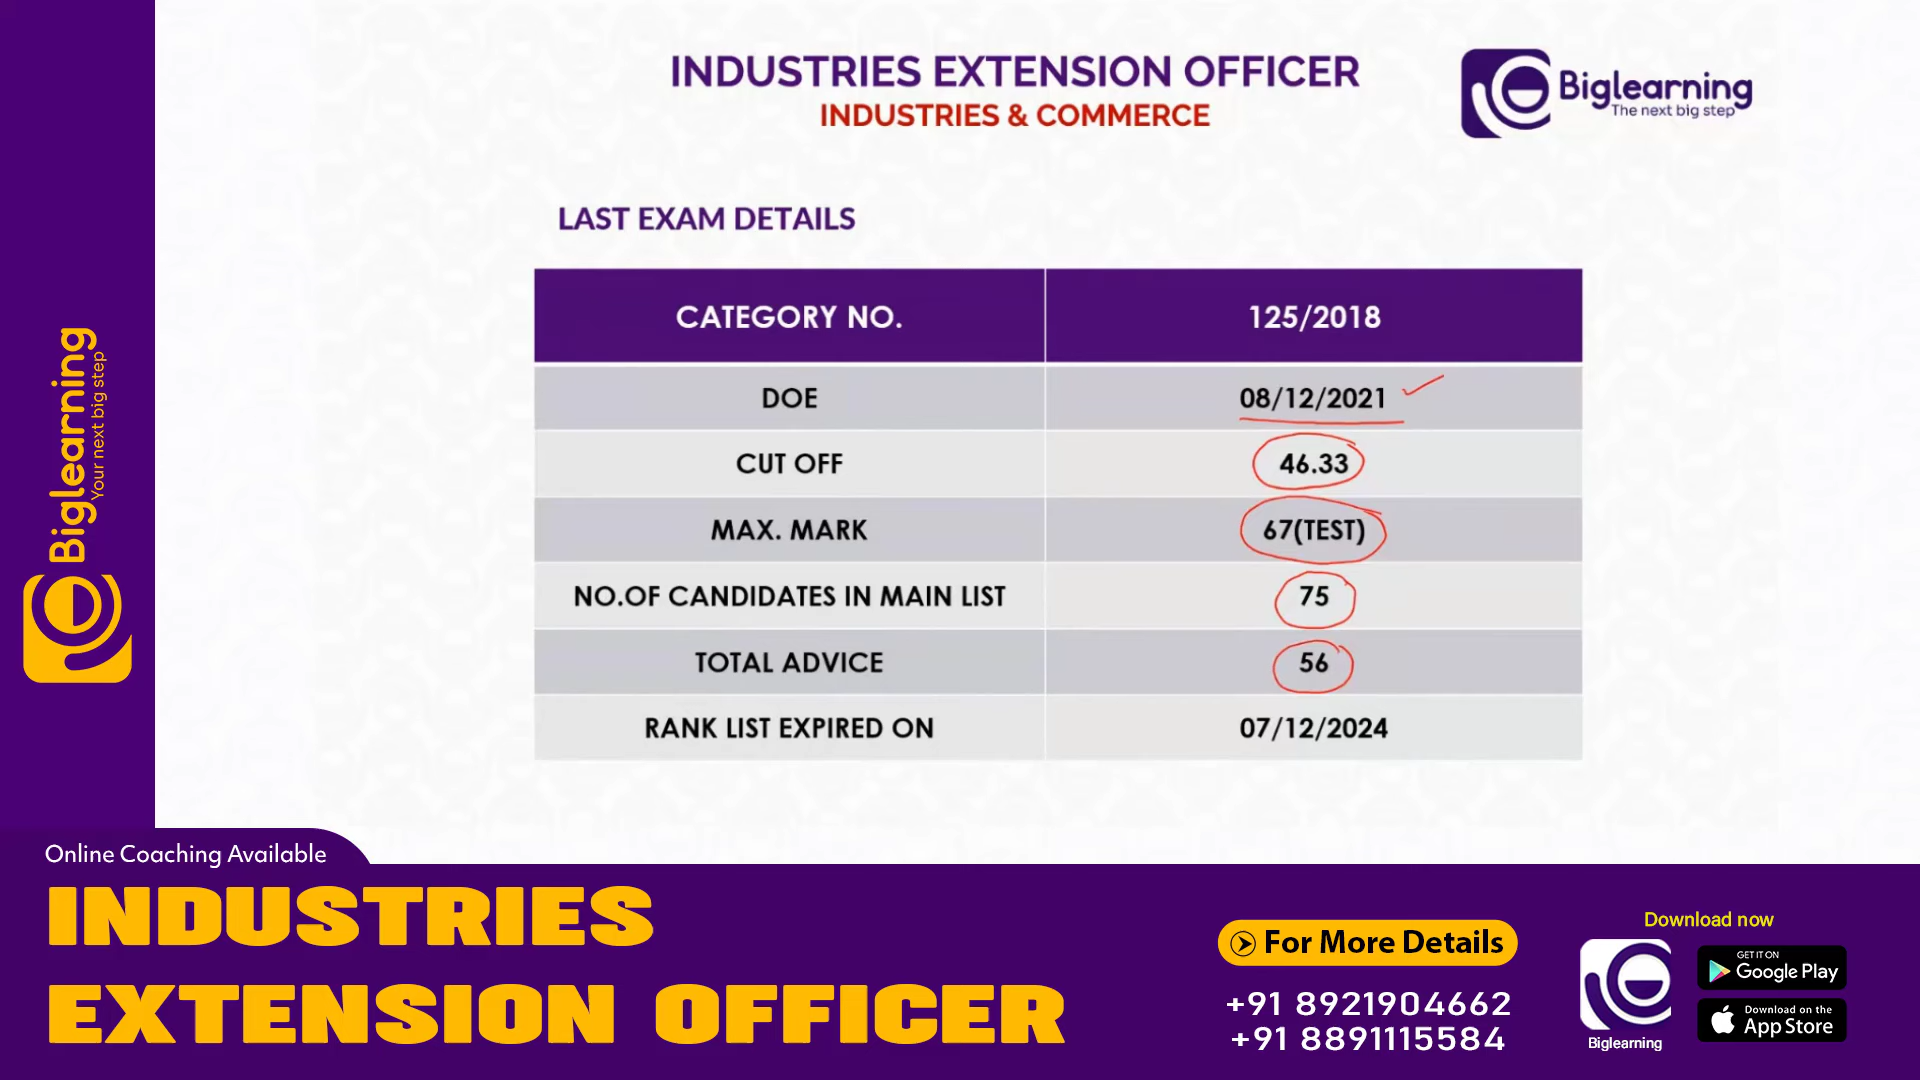 INDUSTRIES EXTENSION OFFICER
INDUSTRIES & COMMERCE
Biglearning
The next big step
LAST EXAM DETAILS
CATEGORY NO. 125/2018
DOE 08/12/2021
CUT OFF 46.33
MAX. MARK 67(TEST)
NO.OF CANDIDATES IN MAIN LIST 75
TOTAL ADVICE 56
RANK LIST EXPIRED ON 07/12/2024
Biglearning
Your next big step
Online Coaching Available
INDUSTRIES
EXTENSION OFFICER
For More Details
+91 8921904662
+91 8891115584
Download now
Biglearning
GET IT ON
Google Play
Download on the
App Store